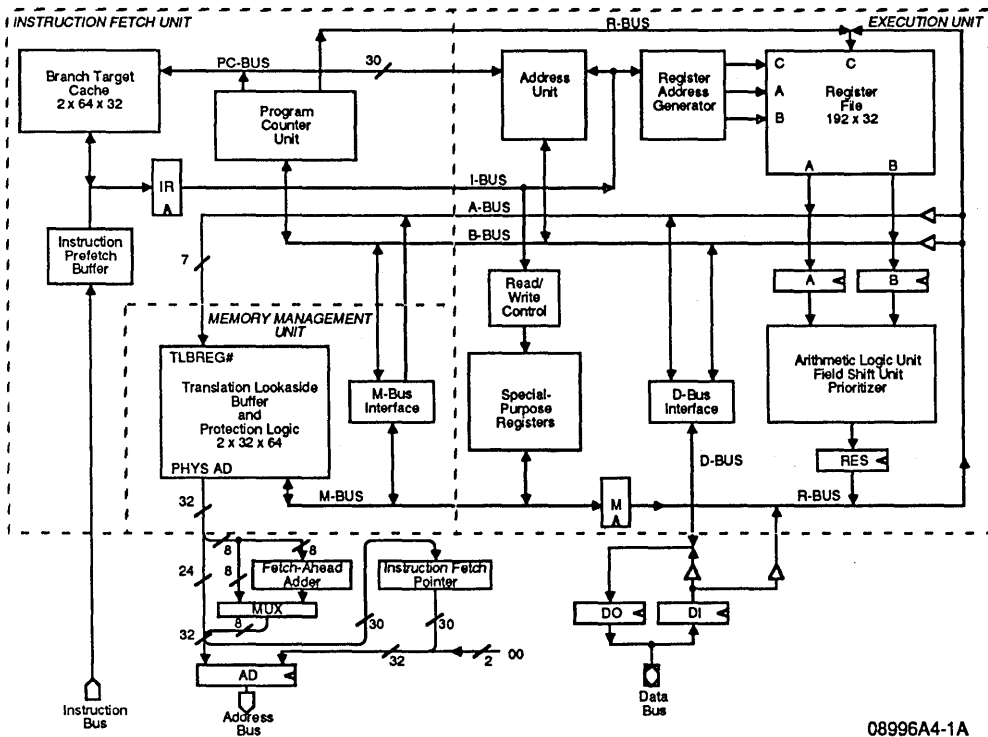 INSTRUCTION FETCH UNIT
R-BUS
EXECUTION UNIT
Branch Target
Cache
2 x 64 x 32
PC-BUS
30
Program
Counter
Unit
Address
Unit
Register
Address
Generator
C
A
B
C
Register
File
192 x 32
A
B
IR
I-BUS
A-BUS
B-BUS
Instruction
Prefetch
Buffer
7
Read/
Write
Control
A
B
MEMORY MANAGEMENT
UNIT
TLBREG#
Translation Lookaside
Buffer
and
Protection Logic
2 x 32 x 64
PHYS AD
M-Bus
Interface
Special-
Purpose
Registers
D-Bus
Interface
Arithmetic Logic Unit
Field Shift Unit
Prioritizer
D-BUS
RES
32
M-BUS
M
R-BUS
8
8
24
8
Fetch-Ahead
Adder
Instruction Fetch
Pointer
MUX
8
32
30
30
DO
DI
32
2
00
AD
Instruction
Bus
Address
Bus
Data
Bus
08996A4-1A